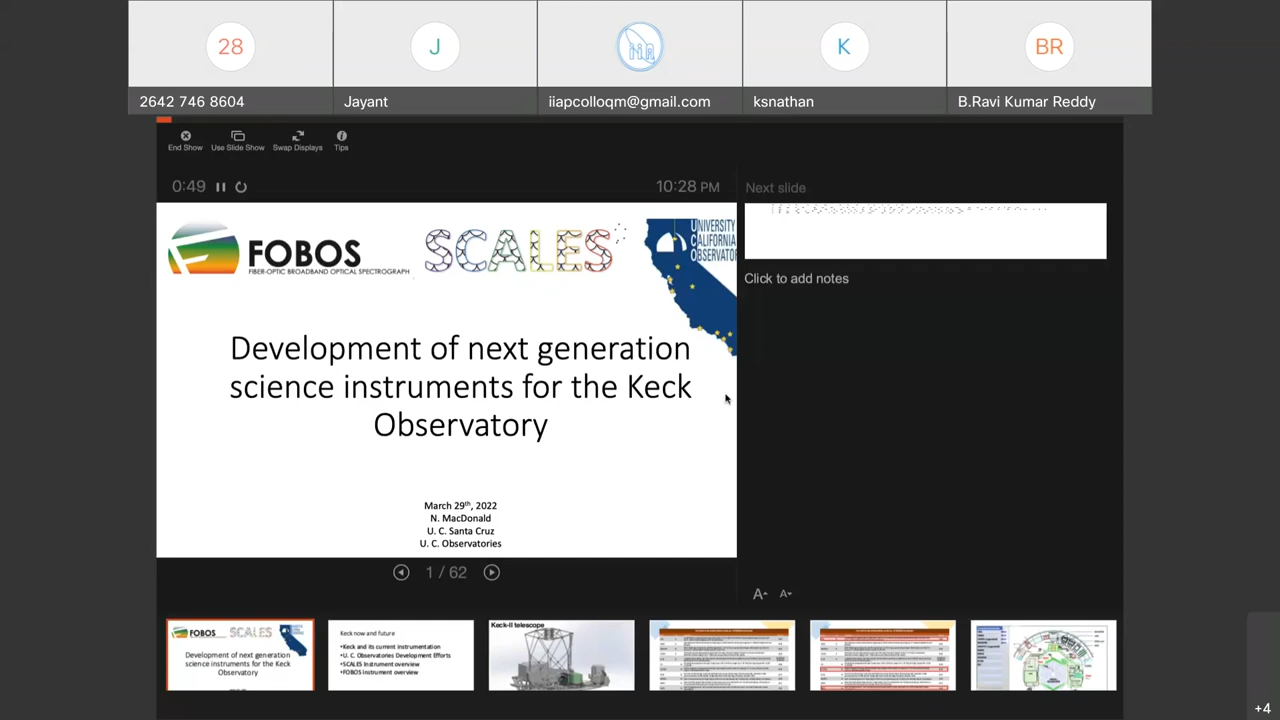 28
J
K
BR
2642 746 8604
Jayant
iiapcolloqm@gmail.com
ksnathan
B.Ravi Kumar Reddy
End Show
Use Slide Show
Swap Displays
Tips
0:49
10:28 PM
Next slide
FOBOS
FIBER-OPTIC BROADBAND OPTICAL SPECTROGRAPH
SCALES
UNIVERSITY
CALIFORNIA
OBSERVATO
Click to add notes
Development of next generation
science instruments for the Keck
Observatory
March 29th, 2022
N. MacDonald
U. C. Santa Cruz
U. C. Observatories
1 / 62
A
A
FOBOS
SCALES
Development of next generation
science instruments for the Keck
Observatory
Keck now and future
•Keck and its current instrumentation
•U. C. Observatories Development Efforts
•SCALES Instrument overview
•FOBOS Instrument overview
Keck-II telescope
+4